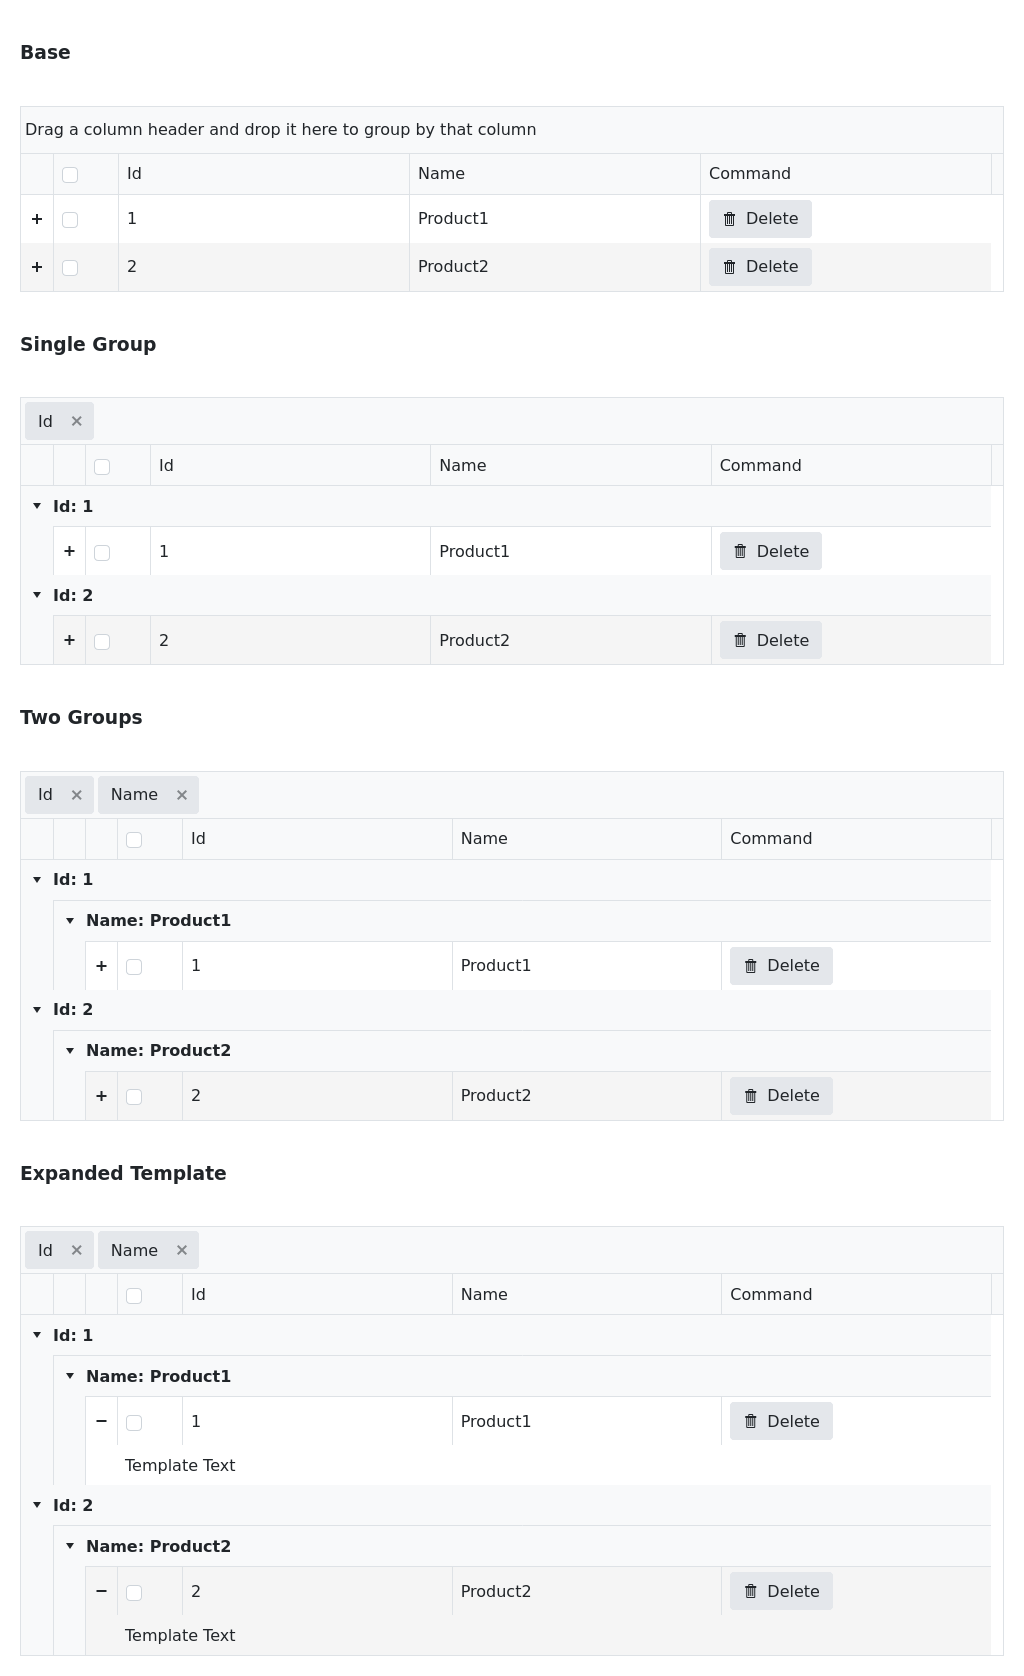 Base
Drag a column header and drop it here to group by that column
Id Name Command
1 Product1 Delete
2 Product2 Delete
Single Group
Id
Id Name Command
Id: 1
1 Product1 Delete
Id: 2
2 Product2 Delete
Two Groups
Id Name
Id Name Command
Id: 1
Name: Product1
1 Product1 Delete
Id: 2
Name: Product2
2 Product2 Delete
Expanded Template
Id Name
Id Name Command
Id: 1
Name: Product1
1 Product1 Delete
Template Text
Id: 2
Name: Product2
2 Product2 Delete
Template Text